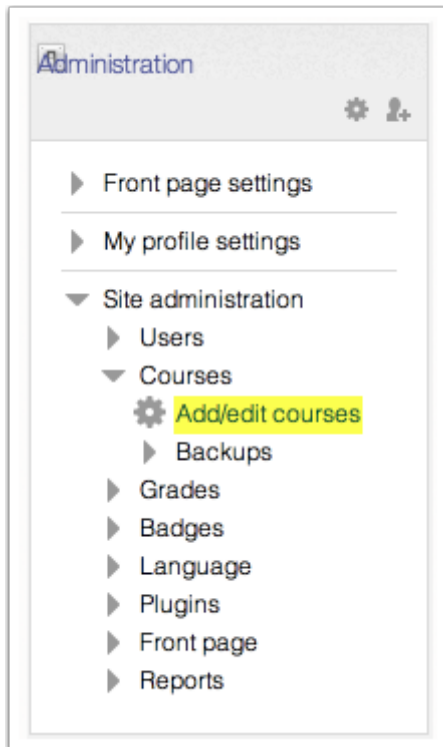 Administration
Front page settings
My profile settings
Site administration
Users
Courses
Add/edit courses
Backups
Grades
Badges
Language
Plugins
Front page
Reports